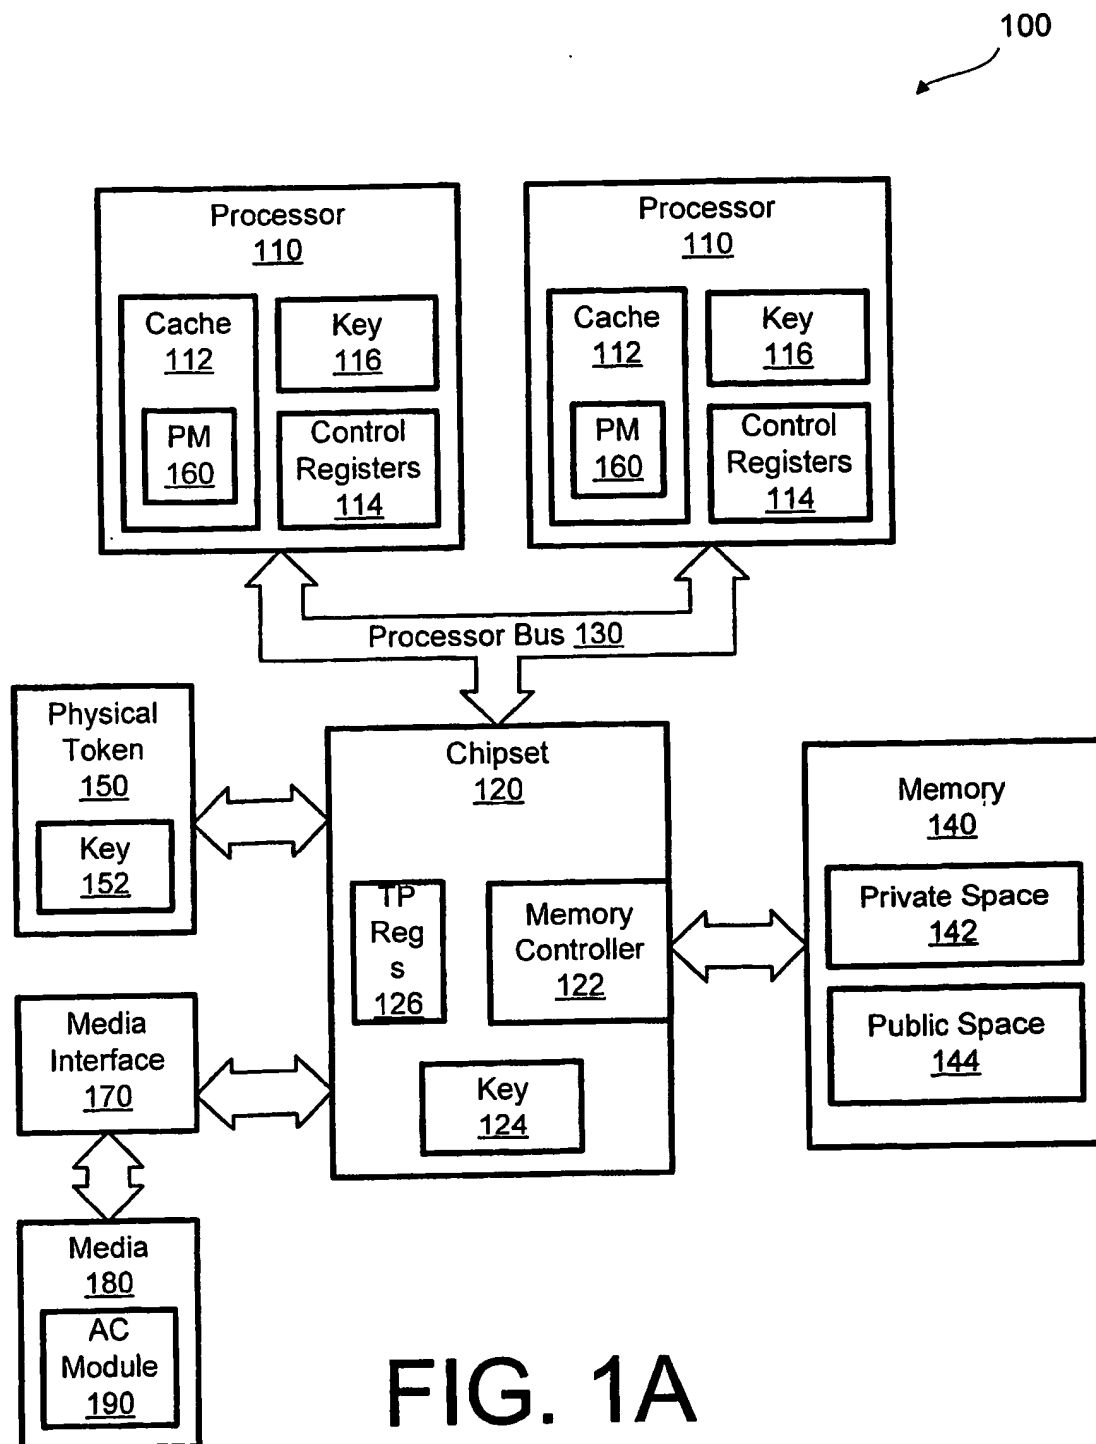 100
Processor
110
Cache
112
PM
160
Key
116
Control
Registers
114
Processor
110
Cache
112
PM
160
Key
116
Control
Registers
114
Processor Bus 130
Physical
Token
150
Key
152
Chipset
120
TP
Reg
s
126
Memory
Controller
122
Key
124
Memory
140
Private Space
142
Public Space
144
Media
Interface
170
Media
180
AC
Module
190
FIG. 1A